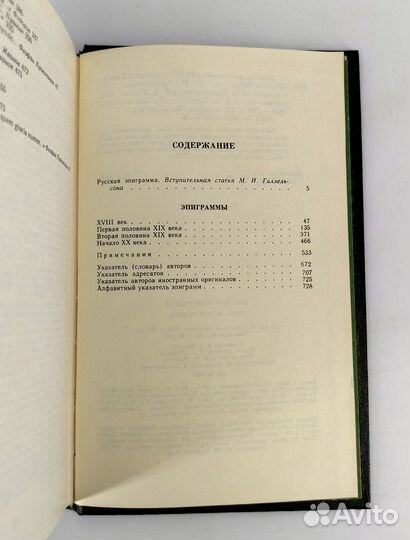 СОДЕРЖАНИЕ
Русская эпиграмма. Вступительная статья М. И. Гиллельсона . . . 5
ЭПИГРАММЫ
XVIII век . . . 47
Первая половина XIX века . . . 135
Вторая половина XIX века . . . 371
Начало XX века . . . 466
Примечания . . . 533
Указатель (словарь) авторов . . . 672
Указатель адресатов . . . 707
Указатель авторов иностранных оригиналов . . . 725
Алфавитный указатель эпиграмм . . . 728
Avito